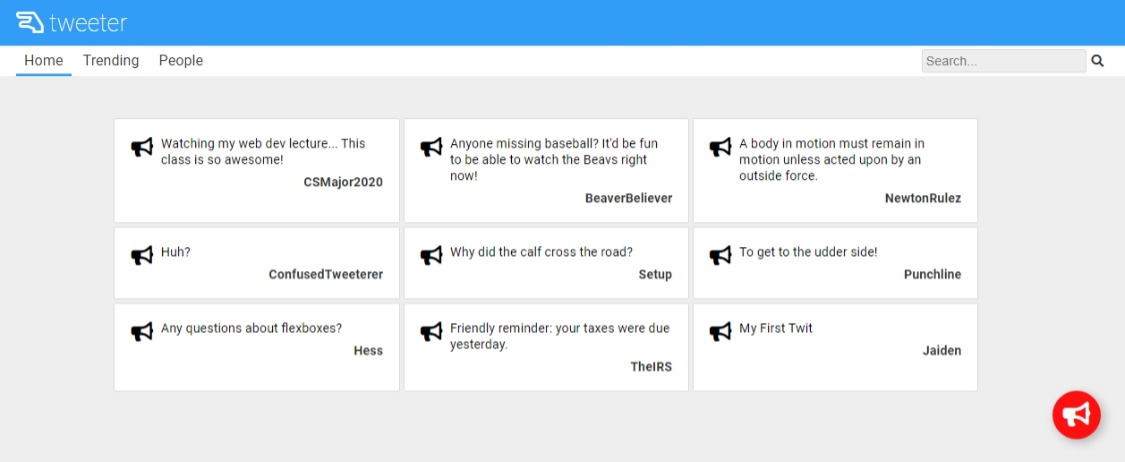 tweeter
Home Trending People Search...
Watching my web dev lecture... This
class is so awesome!
CSMajor2020
Anyone missing baseball? It'd be fun
to be able to watch the Beavs right
now!
BeaverBeliever
A body in motion must remain in
motion unless acted upon by an
outside force.
NewtonRulez
Huh?
ConfusedTweeterer
Why did the calf cross the road?
Setup
To get to the udder side!
Punchline
Any questions about flexboxes?
Hess
Friendly reminder: your taxes were due
yesterday.
TheIRS
My First Twit
Jaiden